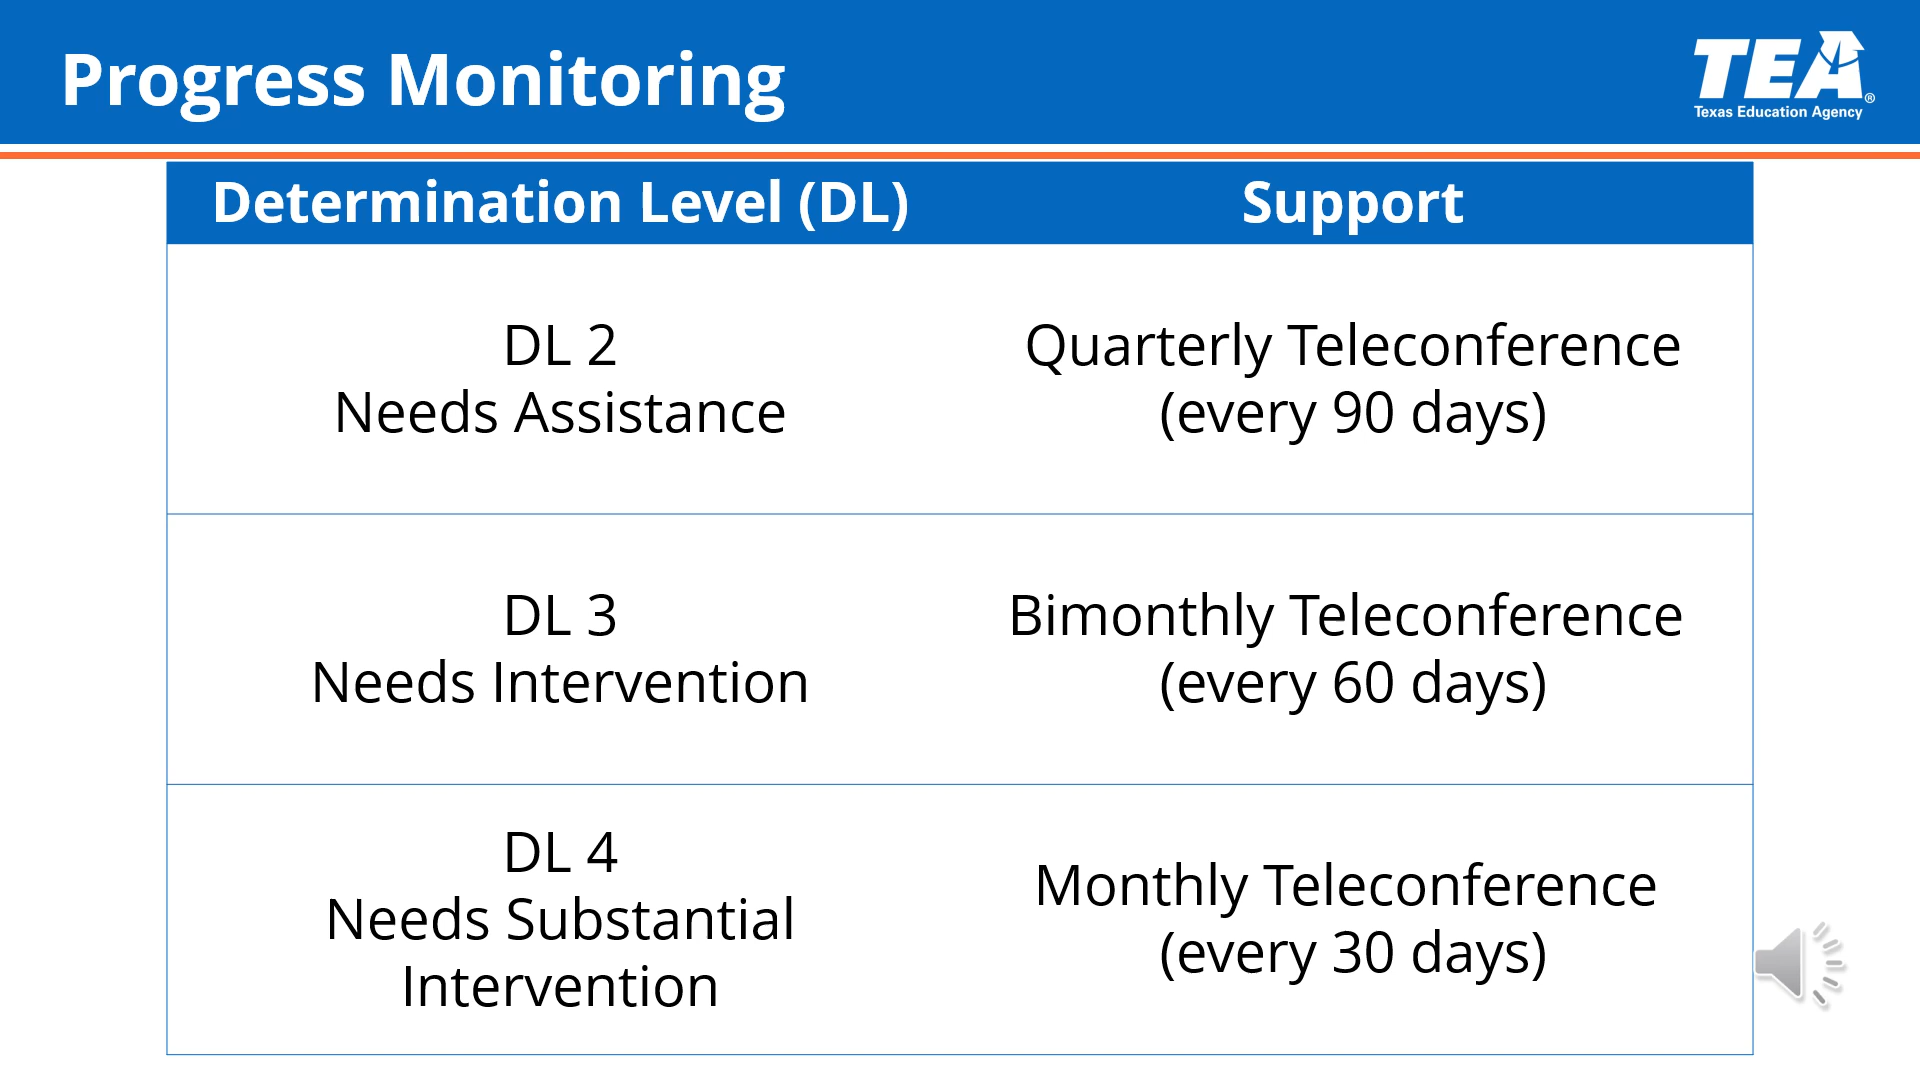 Progress Monitoring
TEA®
Texas Education Agency
Determination Level (DL)
Support
DL 2
Needs Assistance
Quarterly Teleconference
(every 90 days)
DL 3
Needs Intervention
Bimonthly Teleconference
(every 60 days)
DL 4
Needs Substantial
Intervention
Monthly Teleconference
(every 30 days)